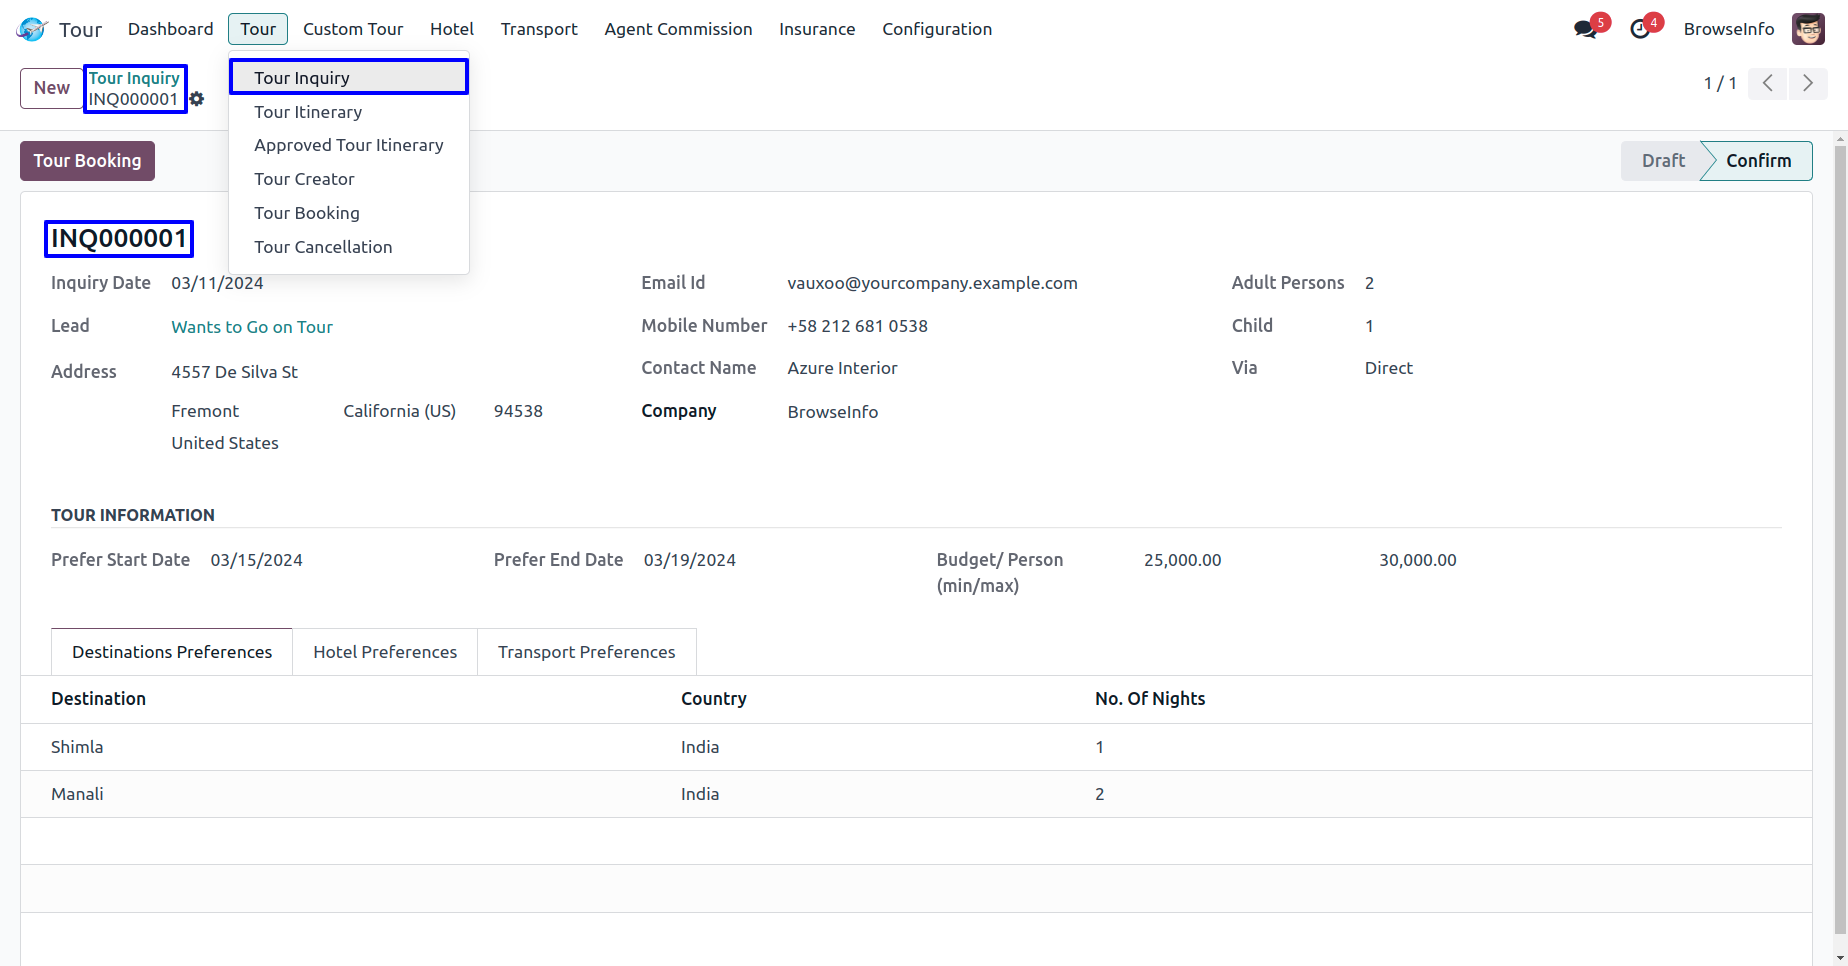 Tour Dashboard Tour Custom Tour Hotel Transport Agent Commission Insurance Configuration 5 4 BrowseInfo
New Tour Inquiry
INQ000001
1 / 1
Tour Inquiry
Tour Itinerary
Approved Tour Itinerary
Tour Creator
Tour Booking
Tour Cancellation
Tour Booking Draft Confirm
INQ000001
Inquiry Date 03/11/2024 Email Id vauxoo@yourcompany.example.com Adult Persons 2
Lead Wants to Go on Tour Mobile Number +58 212 681 0538 Child 1
Address 4557 De Silva St Contact Name Azure Interior Via Direct
Fremont California (US) 94538 Company BrowseInfo
United States
TOUR INFORMATION
Prefer Start Date 03/15/2024 Prefer End Date 03/19/2024 Budget/ Person 25,000.00 30,000.00
(min/max)
Destinations Preferences Hotel Preferences Transport Preferences
Destination Country No. Of Nights
Shimla India 1
Manali India 2